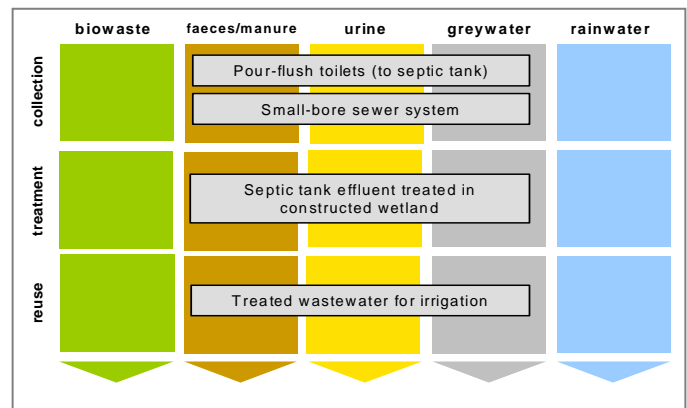 biowaste faeces/manure urine greywater rainwater
collection
Pour-flush toilets (to septic tank)
Small-bore sewer system
treatment
Septic tank effluent treated in
constructed wetland
reuse
Treated wastewater for irrigation